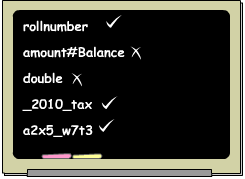 rollnumber ✓
amount#Balance ✗
double ✗
_2010_tax ✓
a2x5_w7t3 ✓